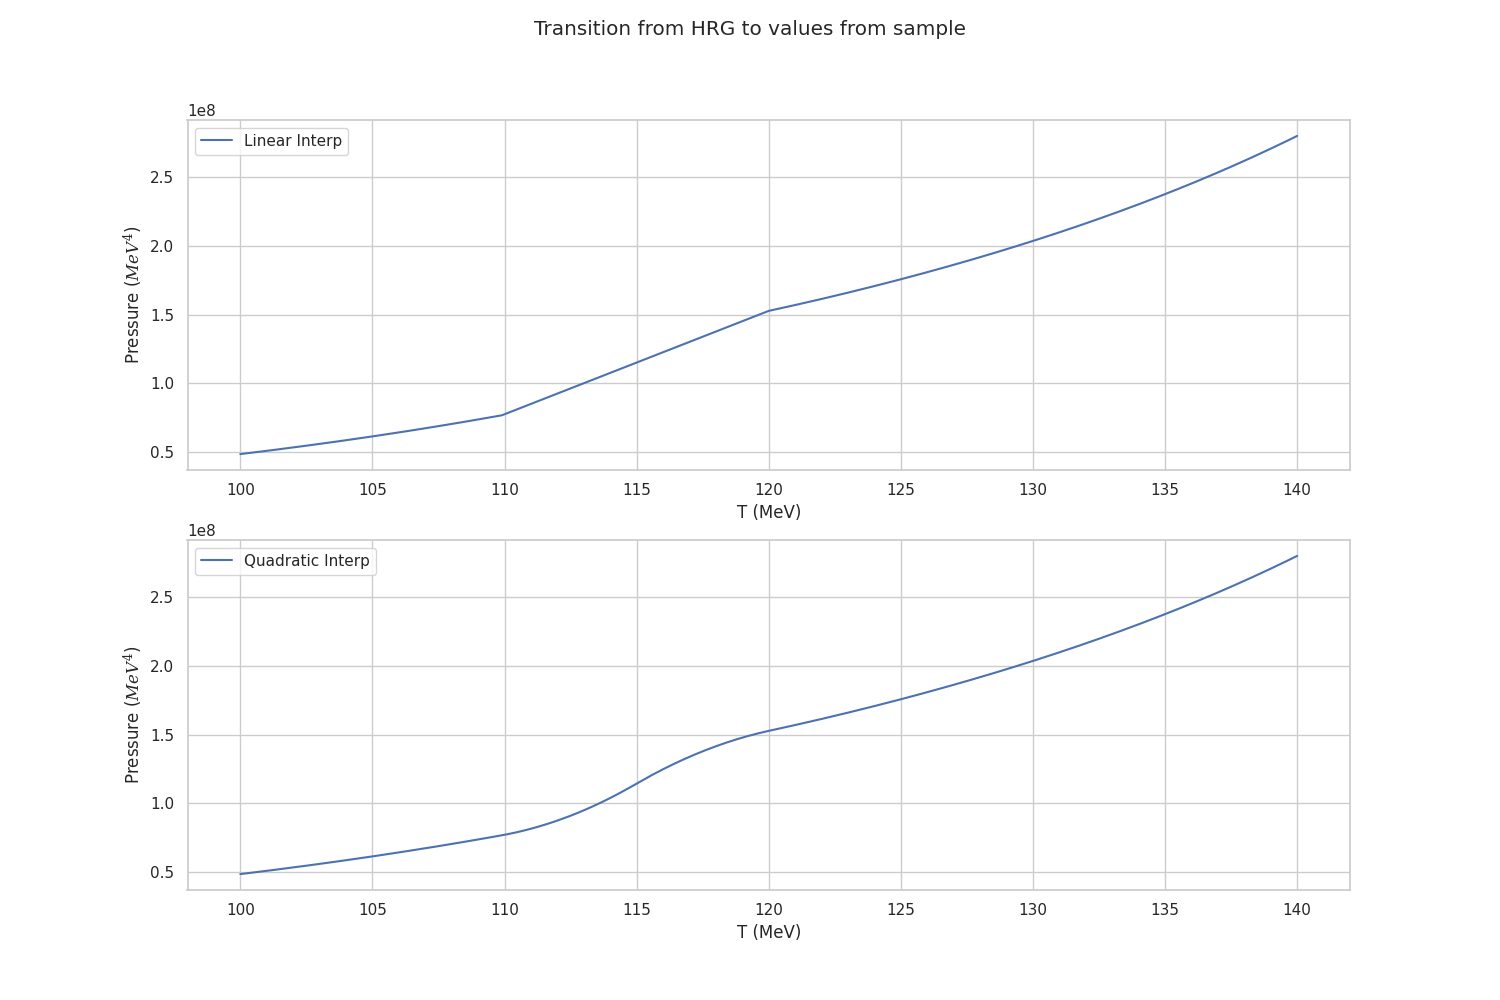 Transition from HRG to values from sample
1e8
Linear Interp
2.5
2.0
1.5
1.0
0.5
Pressure (MeV⁴)
100 105 110 115 120 125 130 135 140
T (MeV)
1e8
Quadratic Interp
2.5
2.0
1.5
1.0
0.5
Pressure (MeV⁴)
100 105 110 115 120 125 130 135 140
T (MeV)